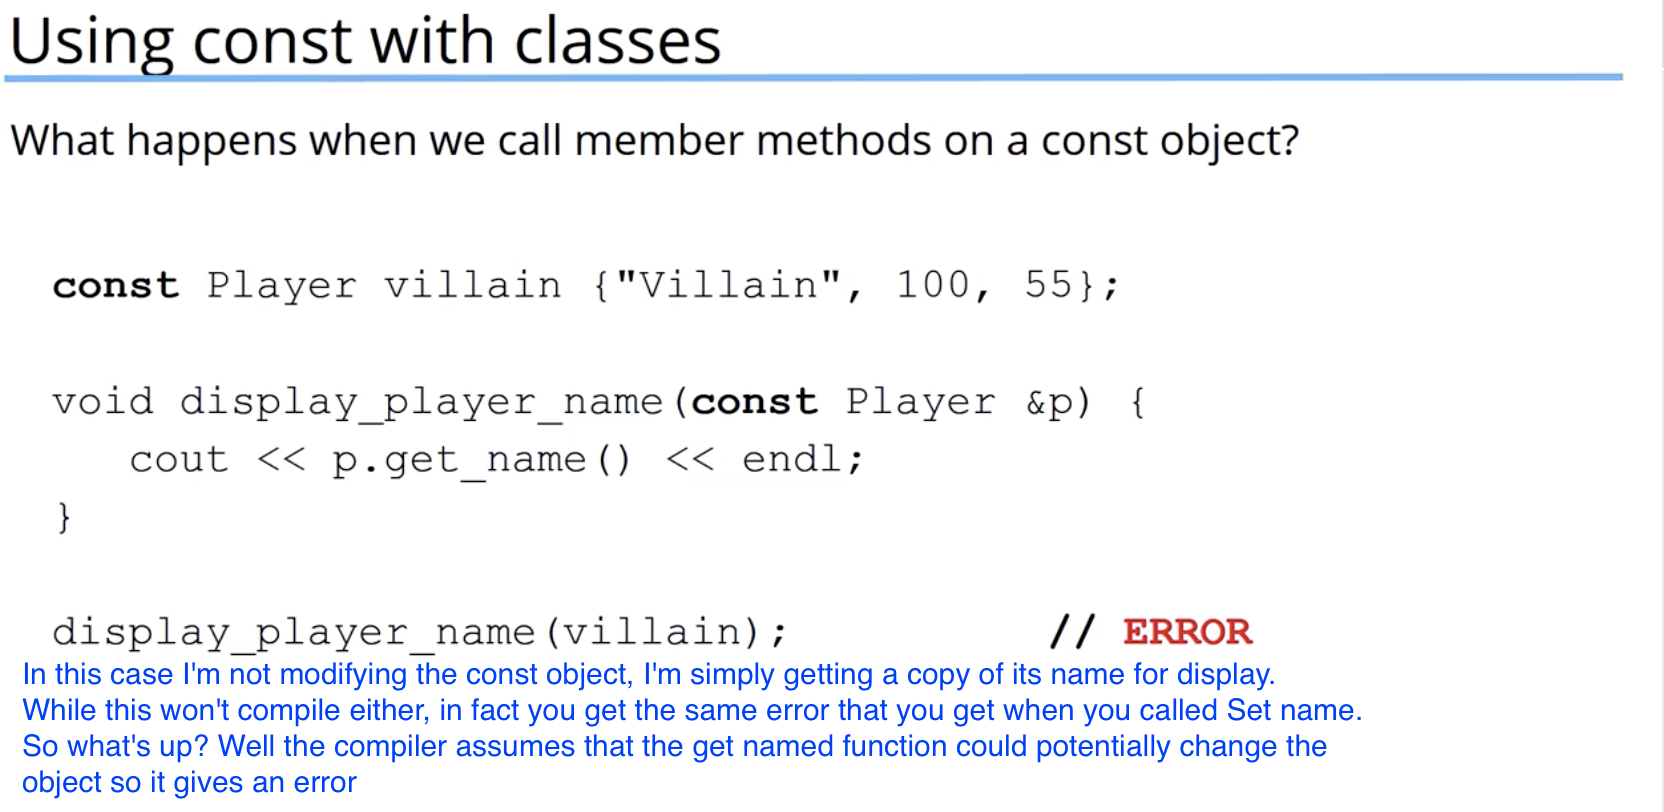 Using const with classes
What happens when we call member methods on a const object?
const Player villain {"Villain", 100, 55};
void display_player_name(const Player &p) {
cout << p.get_name() << endl;
}
display_player_name(villain); // ERROR
In this case I'm not modifying the const object, I'm simply getting a copy of its name for display.
While this won't compile either, in fact you get the same error that you get when you called Set name.
So what's up? Well the compiler assumes that the get named function could potentially change the
object so it gives an error